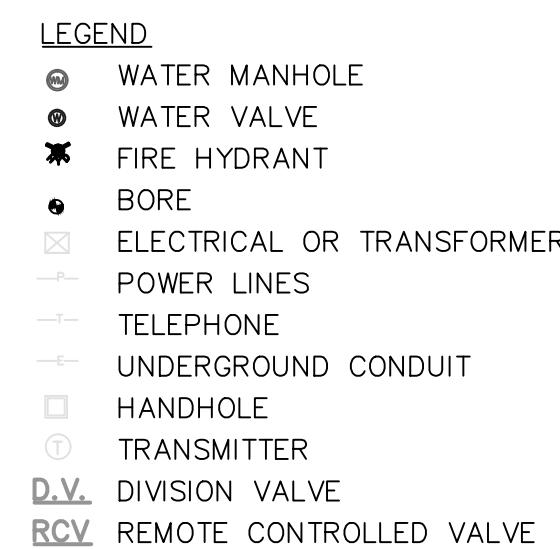 LEGEND
WM WATER MANHOLE
W WATER VALVE
FIRE HYDRANT
BORE
ELECTRICAL OR TRANSFORMER
P POWER LINES
T TELEPHONE
E UNDERGROUND CONDUIT
HANDHOLE
T TRANSMITTER
D.V. DIVISION VALVE
RCV REMOTE CONTROLLED VALVE